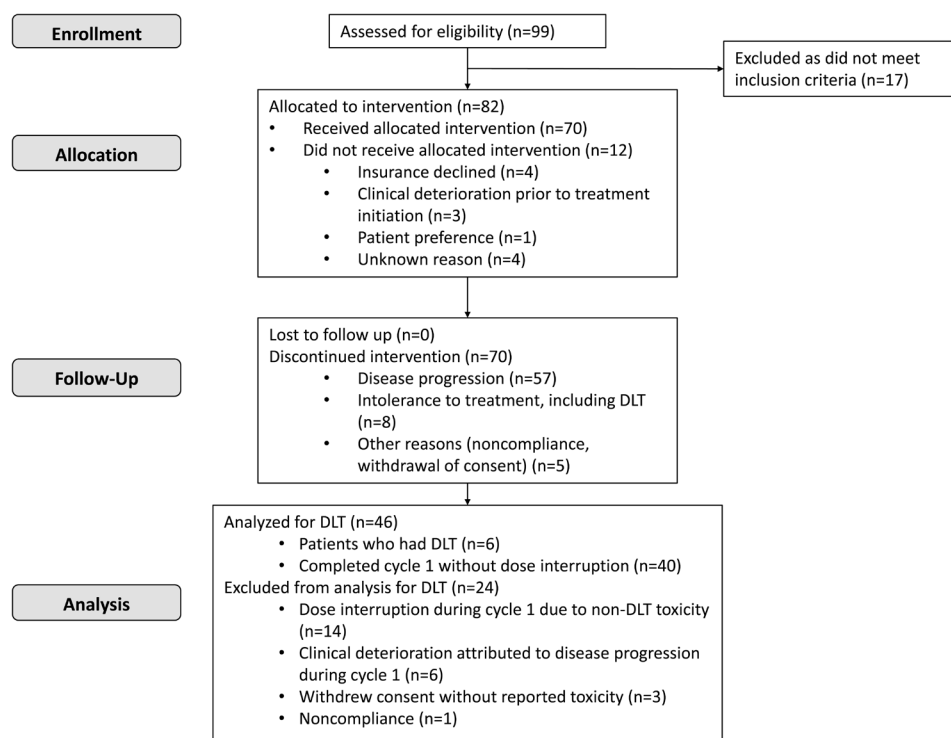 Enrollment
Assessed for eligibility (n=99)
Excluded as did not meet
inclusion criteria (n=17)
Allocation
Allocated to intervention (n=82)
• Received allocated intervention (n=70)
• Did not receive allocated intervention (n=12)
• Insurance declined (n=4)
• Clinical deterioration prior to treatment
initiation (n=3)
• Patient preference (n=1)
• Unknown reason (n=4)
Follow-Up
Lost to follow up (n=0)
Discontinued intervention (n=70)
• Disease progression (n=57)
• Intolerance to treatment, including DLT
(n=8)
• Other reasons (noncompliance,
withdrawal of consent) (n=5)
Analysis
Analyzed for DLT (n=46)
• Patients who had DLT (n=6)
• Completed cycle 1 without dose interruption (n=40)
Excluded from analysis for DLT (n=24)
• Dose interruption during cycle 1 due to non-DLT toxicity
(n=14)
• Clinical deterioration attributed to disease progression
during cycle 1 (n=6)
• Withdrew consent without reported toxicity (n=3)
• Noncompliance (n=1)